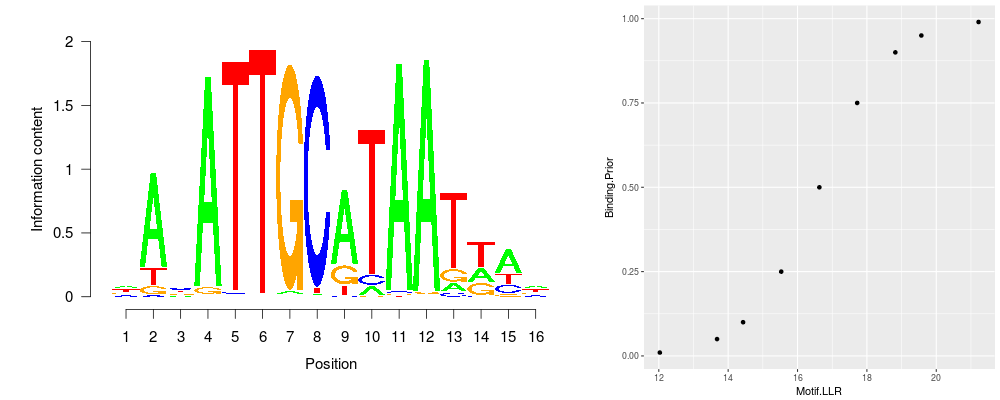 Information content
2
1.5
1
0.5
0
A T G
A G
T
T
G
C
A G T
T C A
A
A
T G A
T A G
A T C G
1 2 3 4 5 6 7 8 9 10 11 12 13 14 15 16
Position
Binding.Prior
1.00
0.75
0.50
0.25
0.00
12 14 16 18 20
Motif.LLR